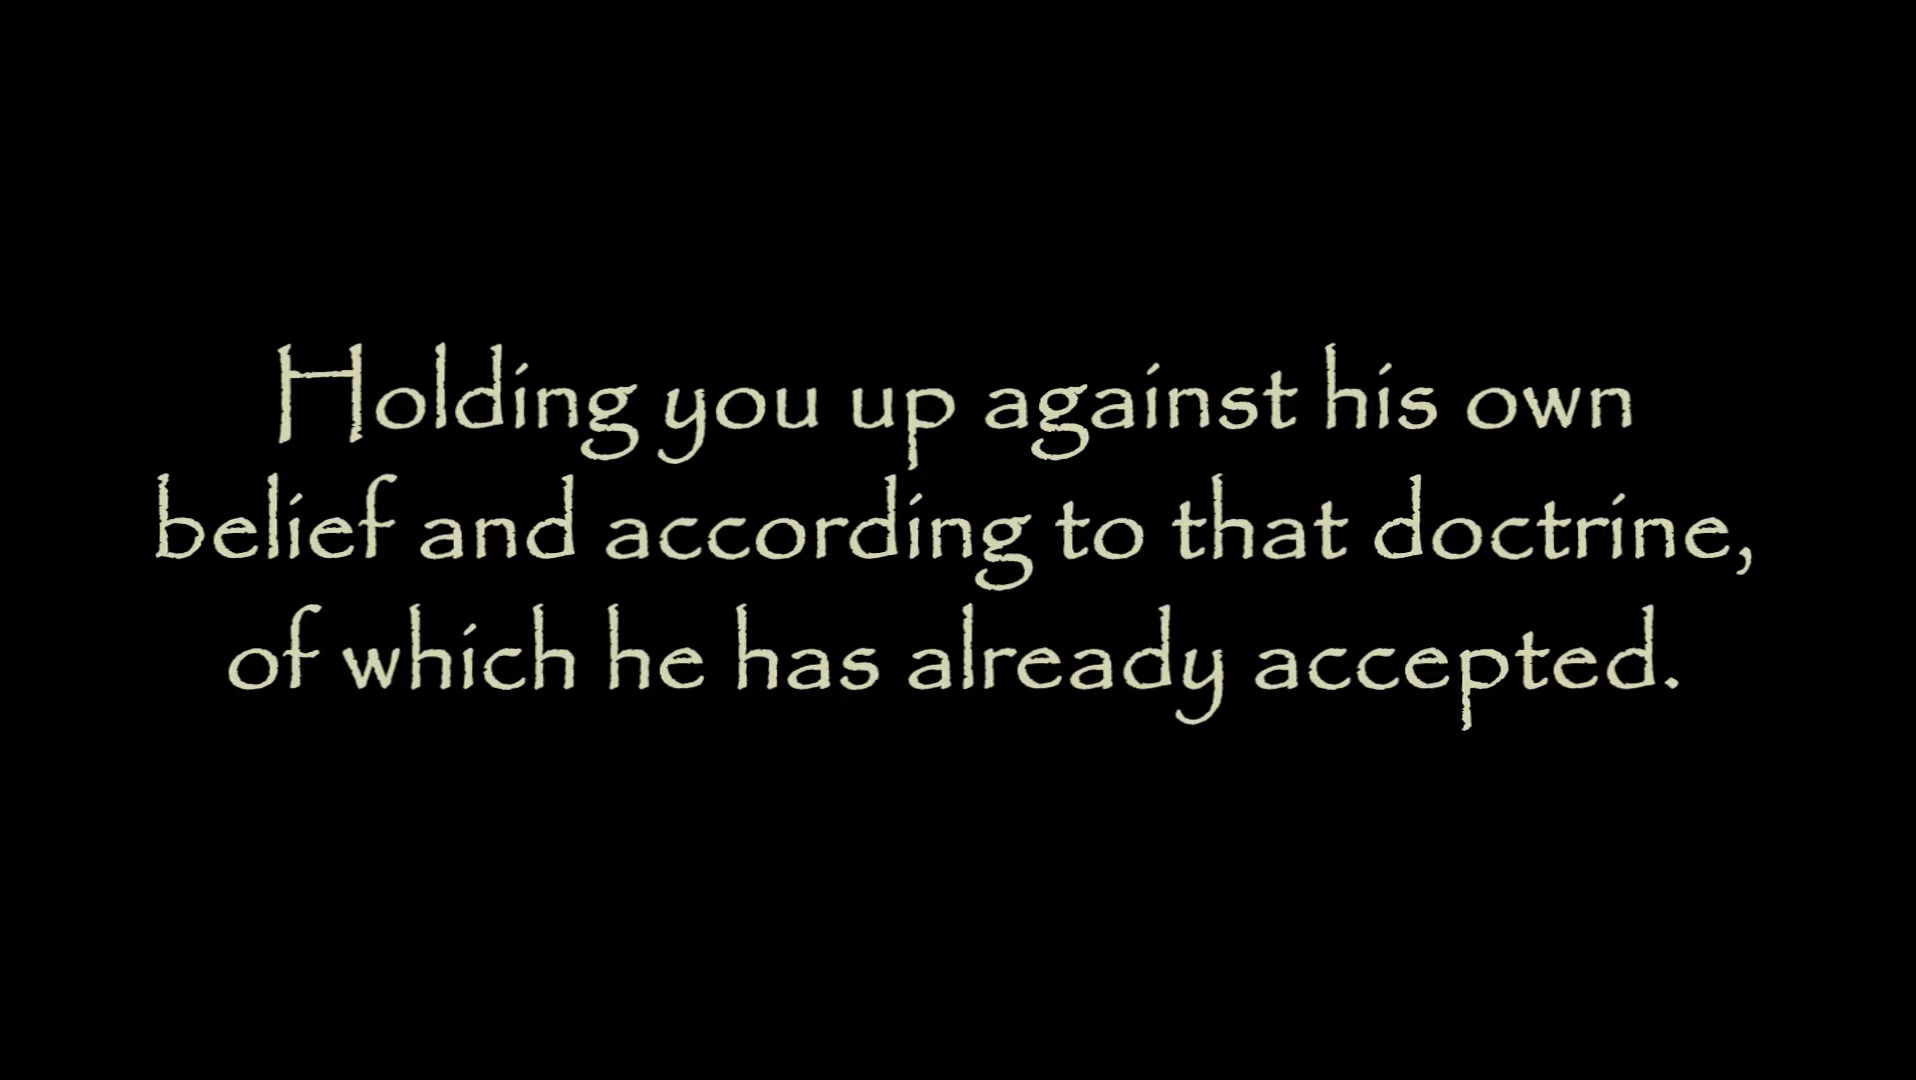 Holding you up against his own
belief and according to that doctrine,
of which he has already accepted.